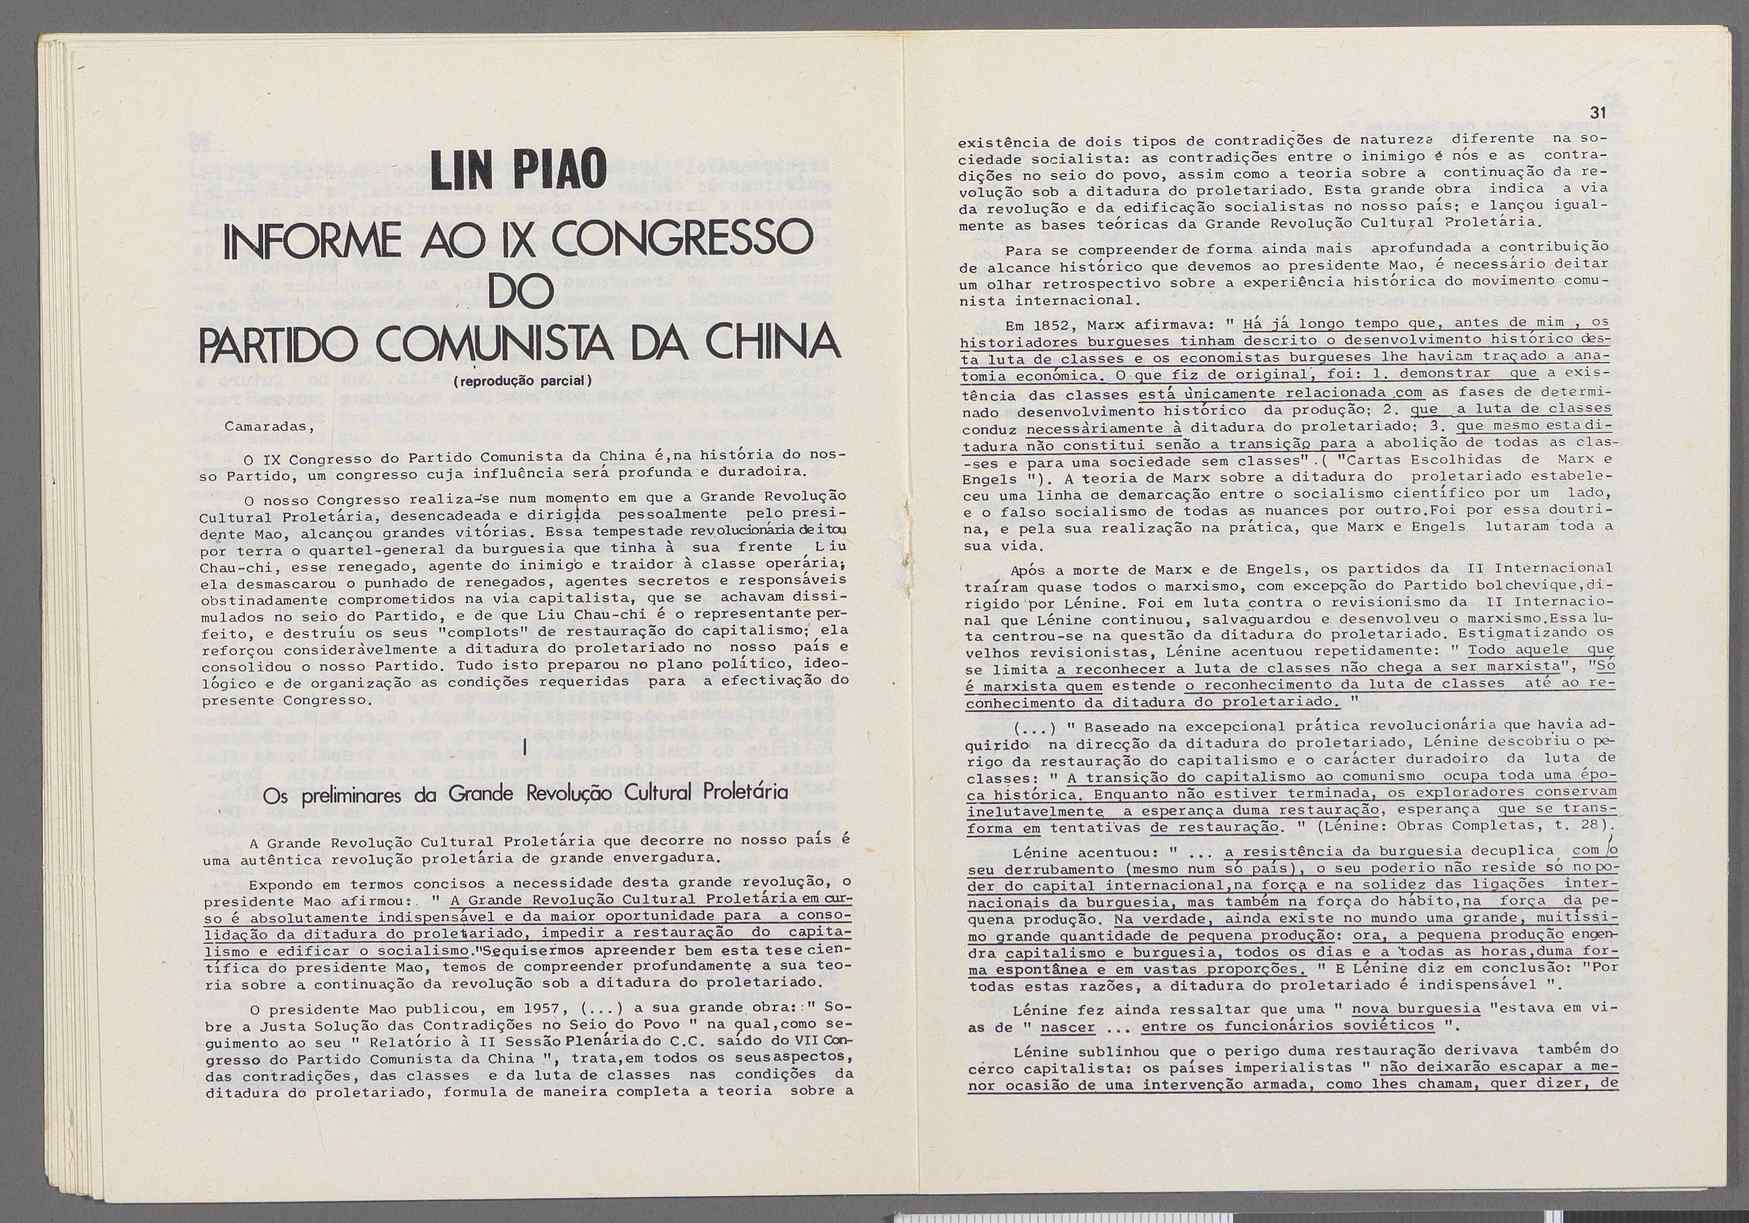 LIN PIAO
INFORME AO IX CONGRESSO
DO
PARTIDO COMUNISTA DA CHINA
(reprodução parcial)
Camaradas,
O IX Congresso do Partido Comunista da China é,na história do nos-
so Partido, um congresso cuja influência será profunda e duradoira.
O nosso Congresso realiza-se num momento em que a Grande Revolução
Cultural Proletária, desencadeada e dirigida pessoalmente pelo presi-
dente Mao, alcançou grandes vitórias. Essa tempestade revolucionária deitou
por terra o quartel-general da burguesia que tinha à sua frente Liu
Chau-chi, esse renegado, agente do inimigo e traidor à classe operária;
ela desmascarou o punhado de renegados, agentes secretos e responsáveis
obstinadamente comprometidos na via capitalista, que se achavam dissi-
mulados no seio do Partido, e de que Liu Chau-chi é o representante per-
feito, e destruíu os seus "complots" de restauração do capitalismo; ela
reforçou consideràvelmente a ditadura do proletariado no nosso país e
consolidou o nosso Partido. Tudo isto preparou no plano político, ideo-
lógico e de organização as condições requeridas para a efectivação do
presente Congresso.
I
Os preliminares da Grande Revolução Cultural Proletária
A Grande Revolução Cultural Proletária que decorre no nosso país é
uma autêntica revolução proletária de grande envergadura.
Expondo em termos concisos a necessidade desta grande revolução, o
presidente Mao afirmou: " A Grande Revolução Cultural Proletária em cur-
so é absolutamente indispensável e da maior oportunidade para a conso-
lidação da ditadura do proletariado, impedir a restauração do capita-
lismo e edificar o socialismo."Sequisermos apreender bem esta tese cien-
tífica do presidente Mao, temos de compreender profundamente a sua teo-
ria sobre a continuação da revolução sob a ditadura do proletariado.
O presidente Mao publicou, em 1957, (...) a sua grande obra: " So-
bre a Justa Solução das Contradições no Seio do Povo " na qual,como se-
guimento ao seu " Relatório à II Sessão Plenária do C.C. saído do VII Con-
gresso do Partido Comunista da China ", trata,em todos os seus aspectos,
das contradições, das classes e da luta de classes nas condições da
ditadura do proletariado, formula de maneira completa a teoria sobre a
31
existência de dois tipos de contradições de natureza diferente na so-
ciedade socialista: as contradições entre o inimigo e nós e as contra-
dições no seio do povo, assim como a teoria sobre a continuação da re-
volução sob a ditadura do proletariado. Esta grande obra indica a via
da revolução e da edificação socialistas no nosso país; e lançou igual-
mente as bases teóricas da Grande Revolução Cultural Proletária.
Para se compreender de forma ainda mais aprofundada a contribuição
de alcance histórico que devemos ao presidente Mao, é necessário deitar
um olhar retrospectivo sobre a experiência histórica do movimento comu-
nista internacional.
Em 1852, Marx afirmava: " Há já longo tempo que, antes de mim , os
historiadores burgueses tinham descrito o desenvolvimento histórico des-
ta luta de classes e os economistas burgueses lhe haviam traçado a ana-
tomia económica. O que fiz de original, foi: 1. demonstrar que a exis-
tência das classes está ùnicamente relacionada com as fases de determi-
nado desenvolvimento histórico da produção; 2. que a luta de classes
conduz necessàriamente à ditadura do proletariado; 3. que mesmo esta di-
tadura não constitui senão a transição para a abolição de todas as clas-
-ses e para uma sociedade sem classes" .( "Cartas Escolhidas de Marx e
Engels "). A teoria de Marx sobre a ditadura do proletariado estabele-
ceu uma linha de demarcação entre o socialismo científico por um lado,
e o falso socialismo de todas as nuances por outro.Foi por essa doutri-
na, e pela sua realização na prática, que Marx e Engels lutaram toda a
sua vida.
Após a morte de Marx e de Engels, os partidos da II Internacional
traíram quase todos o marxismo, com excepção do Partido bolchevique,di-
rigido por Lénine. Foi em luta contra o revisionismo da II Internacio-
nal que Lénine continuou, salvaguardou e desenvolveu o marxismo.Essa lu-
ta centrou-se na questão da ditadura do proletariado. Estigmatizando os
velhos revisionistas, Lénine acentuou repetidamente: " Todo aquele que
se limita a reconhecer a luta de classes não chega a ser marxista", "Só
é marxista quem estende o reconhecimento da luta de classes até ao re-
conhecimento da ditadura do proletariado. "
(...) " Baseado na excepcional prática revolucionária que havia ad-
quirido na direcção da ditadura do proletariado, Lénine descobriu o pe-
rigo da restauração do capitalismo e o carácter duradoiro da luta de
classes: " A transição do capitalismo ao comunismo ocupa toda uma épo-
ca histórica. Enquanto não estiver terminada, os exploradores conservam
inelutavelmente a esperança duma restauração, esperança que se trans-
forma em tentativas de restauração. " (Lénine: Obras Completas, t. 28).
Lénine acentuou: " ... a resistência da burguesia decuplica com o
seu derrubamento (mesmo num só país), o seu poderio não reside só no po-
der do capital internacional,na força e na solidez das ligações inter-
nacionais da burguesia, mas também na força do hábito,na força da pe-
quena produção. Na verdade, ainda existe no mundo uma grande, muitíssi-
mo grande quantidade de pequena produção: ora, a pequena produção engen-
dra capitalismo e burguesia, todos os dias e a todas as horas,duma for-
ma espontânea e em vastas proporções. " E Lénine diz em conclusão: "Por
todas estas razões, a ditadura do proletariado é indispensável ".
Lénine fez ainda ressaltar que uma " nova burguesia "estava em vi-
as de " nascer ... entre os funcionários soviéticos ".
Lénine sublinhou que o perigo duma restauração derivava também do
cerco capitalista: os países imperialistas " não deixarão escapar a me-
nor ocasião de uma intervenção armada, como lhes chamam, quer dizer, de